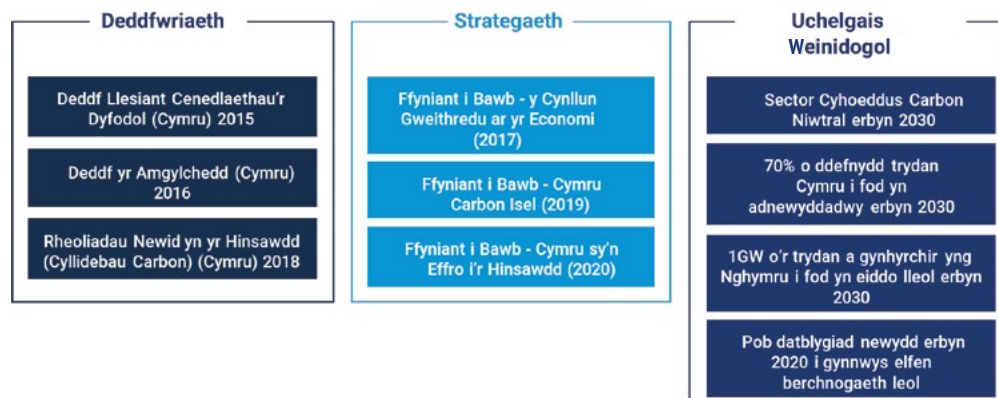 Deddfwriaeth
Deddf Llesiant Cenedlaethau'r
Dyfodol (Cymru) 2015
Deddf yr Amgylchedd (Cymru)
2016
Rheoliadau Newid yn yr Hinsawdd
(Cyllidebau Carbon) (Cymru) 2018
Strategaeth
Ffyniant i Bawb - y Cynllun
Gweithredu ar yr Economi
(2017)
Ffyniant i Bawb - Cymru
Carbon Isel (2019)
Ffyniant i Bawb - Cymru sy'n
Effro i'r Hinsawdd (2020)
Uchelgais
Weinidogol
Sector Cyhoeddus Carbon
Niwtral erbyn 2030
70% o ddefnydd trydan
Cymru i fod yn
adnewyddadwy erbyn 2030
1GW o'r trydan a gynhyrchir yng
Nghymru i fod yn eiddo lleol erbyn
2030
Pob datblygiad newydd erbyn
2020 i gynnwys elfen
berchnogaeth leol